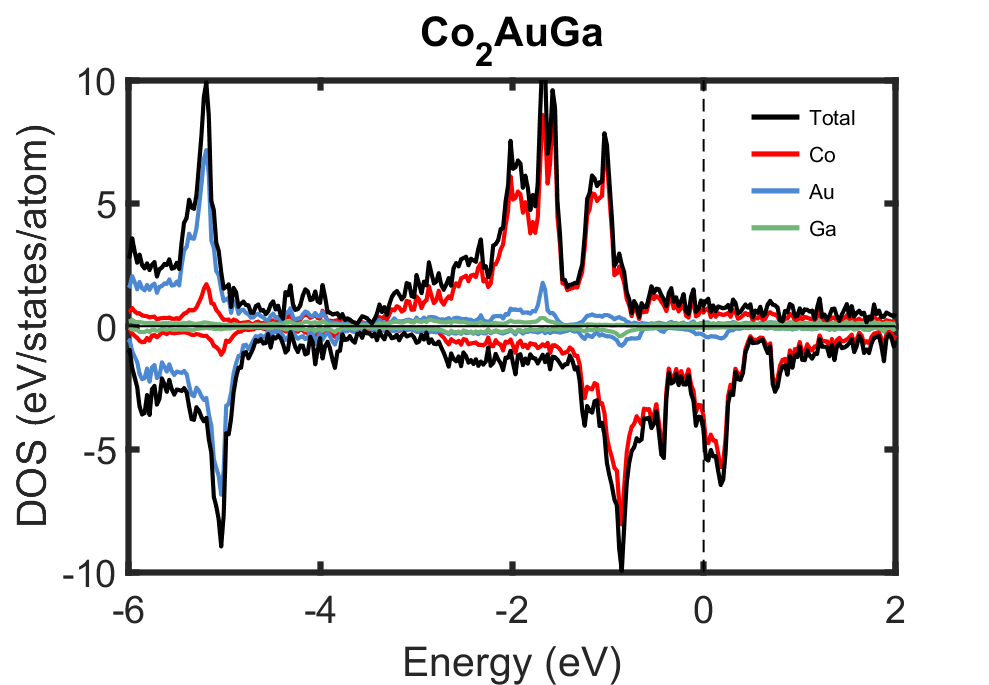 Co₂AuGa
DOS (eV/states/atom)
10
5
0
-5
-10
Total
Co
Au
Ga
-6 -4 -2 0 2
Energy (eV)